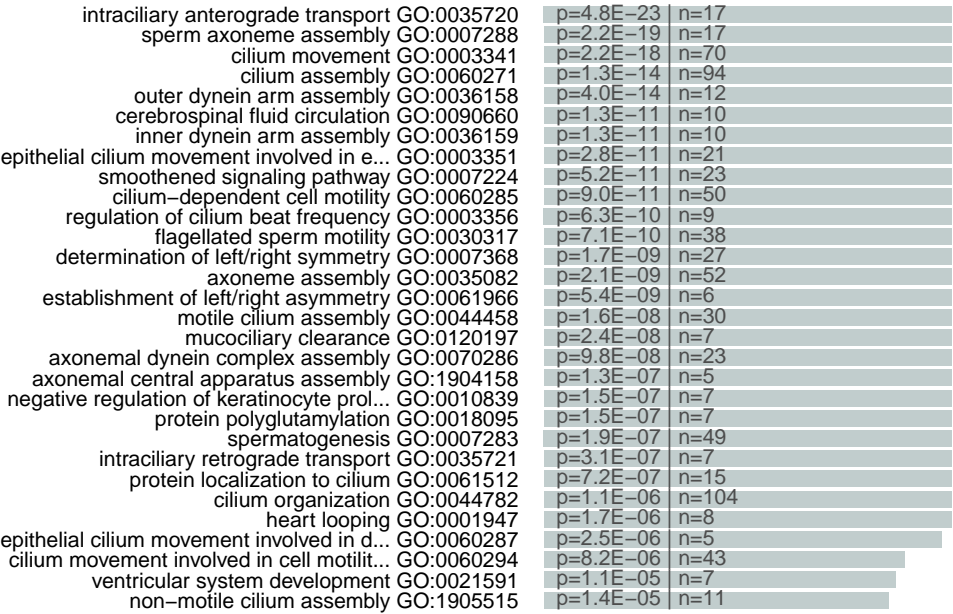 intraciliary anterograde transport GO:0035720 p=4.8E−23 n=17
sperm axoneme assembly GO:0007288 p=2.2E−19 n=17
cilium movement GO:0003341 p=2.2E−18 n=70
cilium assembly GO:0060271 p=1.3E−14 n=94
outer dynein arm assembly GO:0036158 p=4.0E−14 n=12
cerebrospinal fluid circulation GO:0090660 p=1.3E−11 n=10
inner dynein arm assembly GO:0036159 p=1.3E−11 n=10
epithelial cilium movement involved in e... GO:0003351 p=2.8E−11 n=21
smoothened signaling pathway GO:0007224 p=5.2E−11 n=23
cilium−dependent cell motility GO:0060285 p=9.0E−11 n=50
regulation of cilium beat frequency GO:0003356 p=6.3E−10 n=9
flagellated sperm motility GO:0030317 p=7.1E−10 n=38
determination of left/right symmetry GO:0007368 p=1.7E−09 n=27
axoneme assembly GO:0035082 p=2.1E−09 n=52
establishment of left/right asymmetry GO:0061966 p=5.4E−09 n=6
motile cilium assembly GO:0044458 p=1.6E−08 n=30
mucociliary clearance GO:0120197 p=2.4E−08 n=7
axonemal dynein complex assembly GO:0070286 p=9.8E−08 n=23
axonemal central apparatus assembly GO:1904158 p=1.3E−07 n=5
negative regulation of keratinocyte prol... GO:0010839 p=1.5E−07 n=7
protein polyglutamylation GO:0018095 p=1.5E−07 n=7
spermatogenesis GO:0007283 p=1.9E−07 n=49
intraciliary retrograde transport GO:0035721 p=3.1E−07 n=7
protein localization to cilium GO:0061512 p=7.2E−07 n=15
cilium organization GO:0044782 p=1.1E−06 n=104
heart looping GO:0001947 p=1.7E−06 n=8
epithelial cilium movement involved in d... GO:0060287 p=2.5E−06 n=5
cilium movement involved in cell motilit... GO:0060294 p=8.2E−06 n=43
ventricular system development GO:0021591 p=1.1E−05 n=7
non−motile cilium assembly GO:1905515 p=1.4E−05 n=11